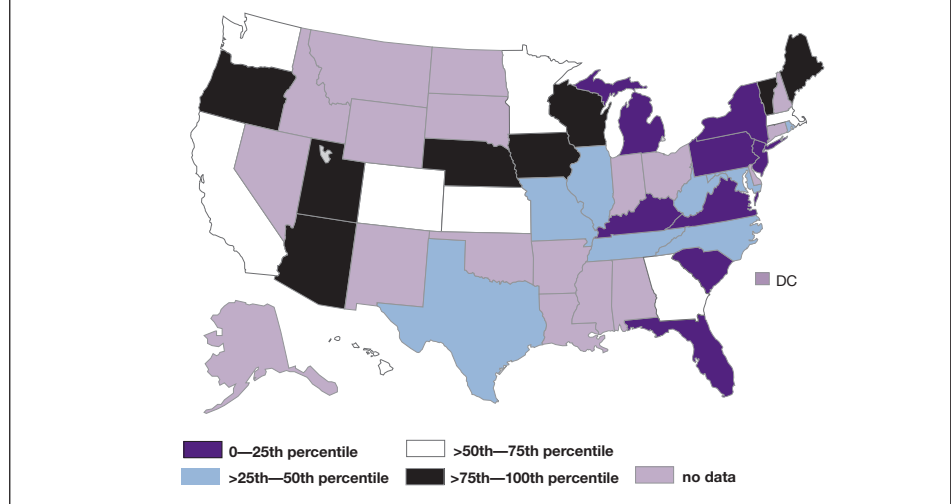 DC
0—25th percentile
>50th—75th percentile
>25th—50th percentile
>75th—100th percentile
no data